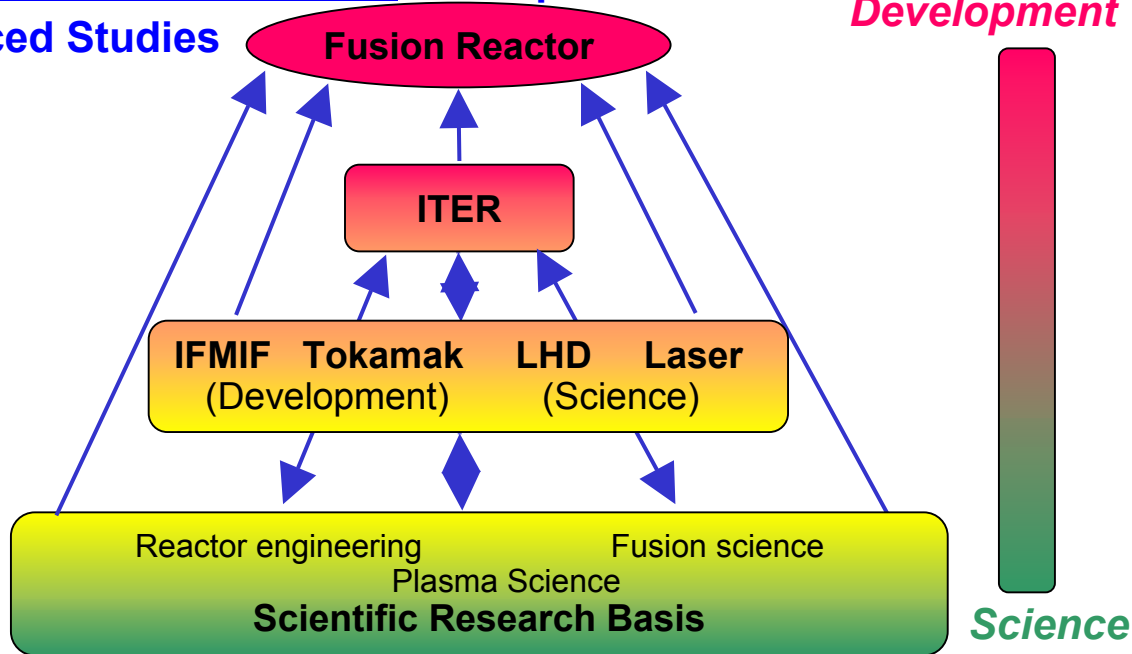 Development
Studies
Fusion Reactor
ITER
IFMIF Tokamak LHD Laser
(Development) (Science)
Reactor engineering Fusion science
Plasma Science
Scientific Research Basis
Science